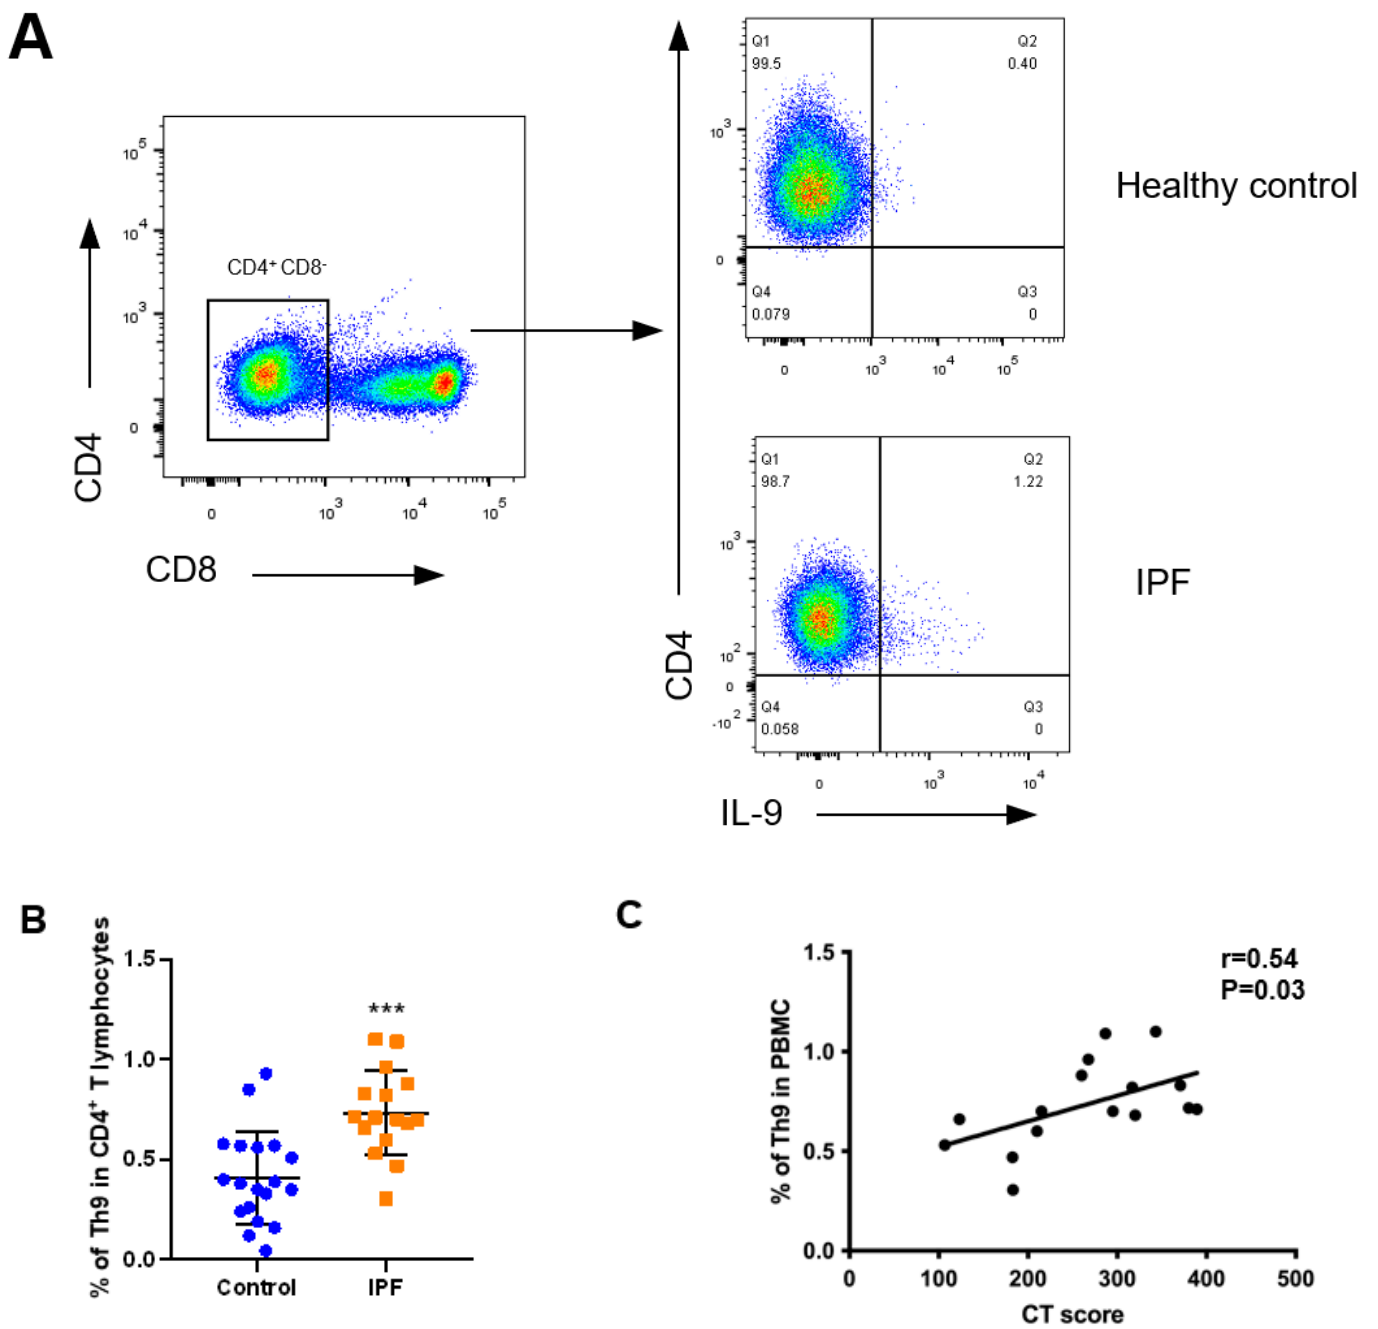 A
CD4
10⁵
10⁴
10³
0
CD4⁺ CD8⁻
0
10³
10⁴
10⁵
CD8
CD4
Q1
99.5
Q2
0.40
10³
0
Q4
0.079
Q3
0
0
10³
10⁴
10⁵
Healthy control
Q1
98.7
Q2
1.22
10³
10²
0
-10²
Q4
0.058
Q3
0
0
10³
10⁴
IPF
IL-9
B
% of Th9 in CD4⁺ T lymphocytes
1.5
1.0
0.5
0.0
***
Control
IPF
C
% of Th9 in PBMC
1.5
1.0
0.5
0.0
r=0.54
P=0.03
0
100
200
300
400
500
CT score